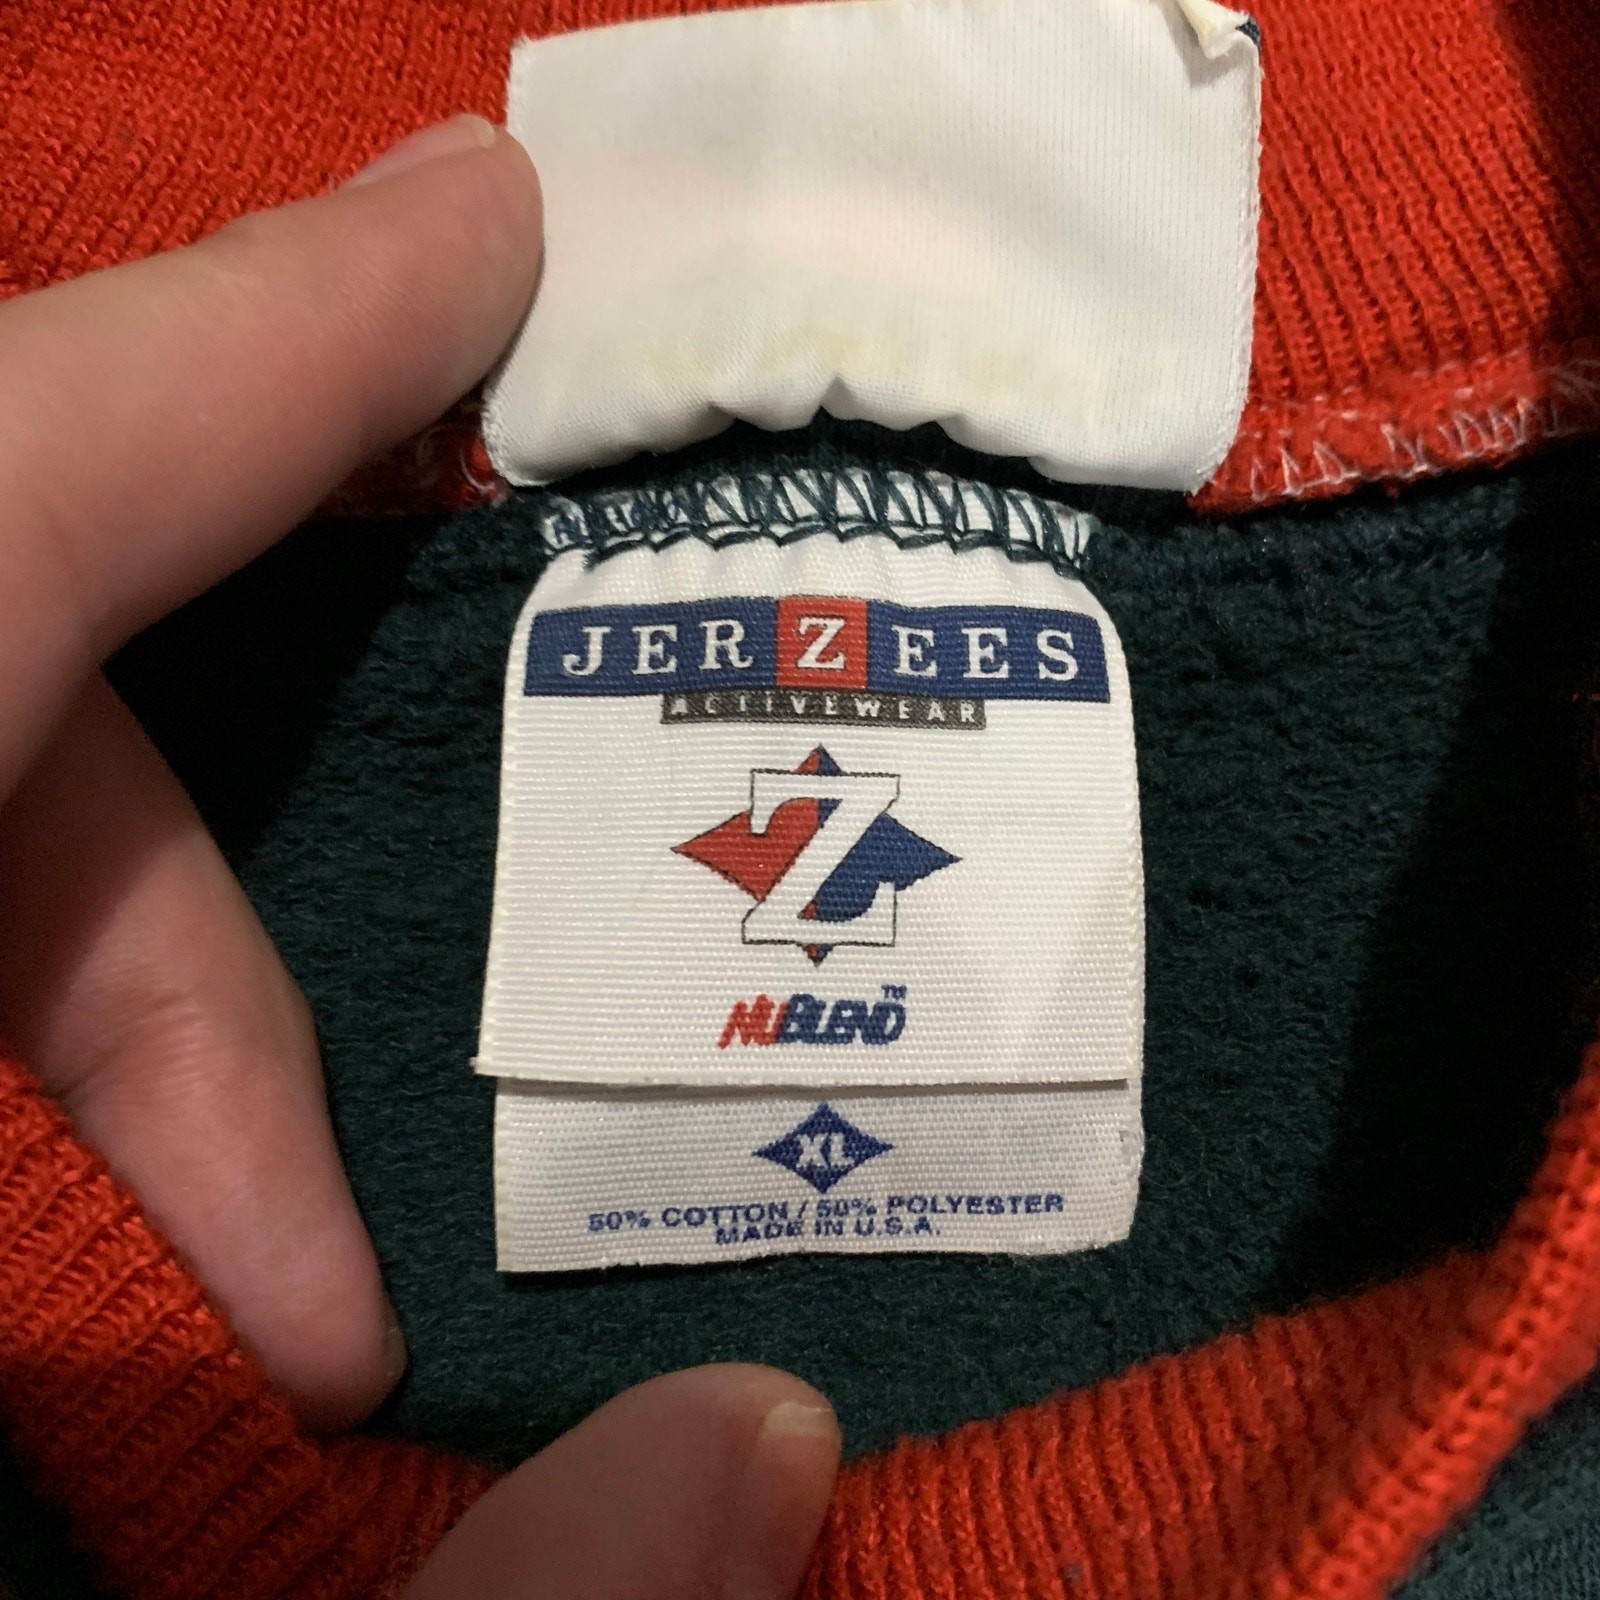 JERZEES
ACTIVEWEAR
Z
NUBLEND™
XL
50% COTTON / 50% POLYESTER
MADE IN U.S.A.